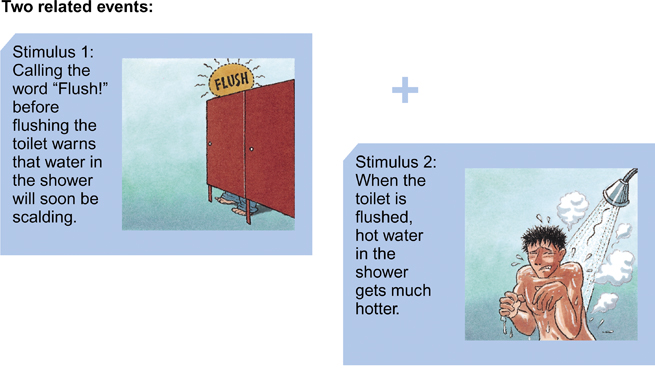 Two related events:
Stimulus 1:
Calling the
word “Flush!”
before
flushing the
toilet warns
that water in
the shower
will soon be
scalding.
FLUSH
+
Stimulus 2:
When the
toilet is
flushed,
hot water
in the
shower
gets much
hotter.